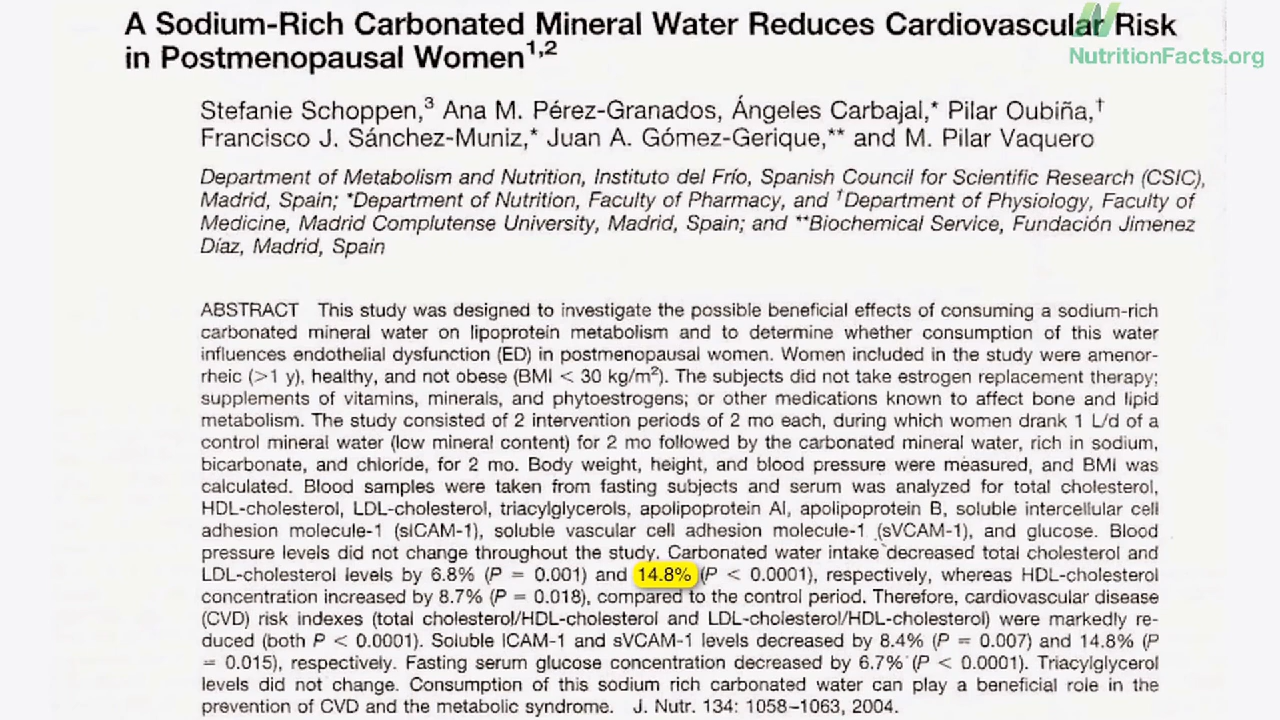 A Sodium-Rich Carbonated Mineral Water Reduces Cardiovascular Risk
in Postmenopausal Women1,2
NutritionFacts.org
Stefanie Schoppen,3 Ana M. Pérez-Granados, Ángeles Carbajal,* Pilar Oubiña,†
Francisco J. Sánchez-Muniz,* Juan A. Gómez-Gerique,** and M. Pilar Vaquero
Department of Metabolism and Nutrition, Instituto del Frío, Spanish Council for Scientific Research (CSIC),
Madrid, Spain; *Department of Nutrition, Faculty of Pharmacy, and †Department of Physiology, Faculty of
Medicine, Madrid Complutense University, Madrid, Spain; and **Biochemical Service, Fundación Jimenez
Díaz, Madrid, Spain
ABSTRACT This study was designed to investigate the possible beneficial effects of consuming a sodium-rich
carbonated mineral water on lipoprotein metabolism and to determine whether consumption of this water
influences endothelial dysfunction (ED) in postmenopausal women. Women included in the study were amenor-
rheic (>1 y), healthy, and not obese (BMI < 30 kg/m2). The subjects did not take estrogen replacement therapy;
supplements of vitamins, minerals, and phytoestrogens; or other medications known to affect bone and lipid
metabolism. The study consisted of 2 intervention periods of 2 mo each, during which women drank 1 L/d of a
control mineral water (low mineral content) for 2 mo followed by the carbonated mineral water, rich in sodium,
bicarbonate, and chloride, for 2 mo. Body weight, height, and blood pressure were measured, and BMI was
calculated. Blood samples were taken from fasting subjects and serum was analyzed for total cholesterol,
HDL-cholesterol, LDL-cholesterol, triacylglycerols, apolipoprotein AI, apolipoprotein B, soluble intercellular cell
adhesion molecule-1 (sICAM-1), soluble vascular cell adhesion molecule-1 (sVCAM-1), and glucose. Blood
pressure levels did not change throughout the study. Carbonated water intake decreased total cholesterol and
LDL-cholesterol levels by 6.8% (P = 0.001) and 14.8% (P < 0.0001), respectively, whereas HDL-cholesterol
concentration increased by 8.7% (P = 0.018), compared to the control period. Therefore, cardiovascular disease
(CVD) risk indexes (total cholesterol/HDL-cholesterol and LDL-cholesterol/HDL-cholesterol) were markedly re-
duced (both P < 0.0001). Soluble ICAM-1 and sVCAM-1 levels decreased by 8.4% (P = 0.007) and 14.8% (P
= 0.015), respectively. Fasting serum glucose concentration decreased by 6.7% (P < 0.0001). Triacylglycerol
levels did not change. Consumption of this sodium rich carbonated water can play a beneficial role in the
prevention of CVD and the metabolic syndrome. J. Nutr. 134: 1058–1063, 2004.